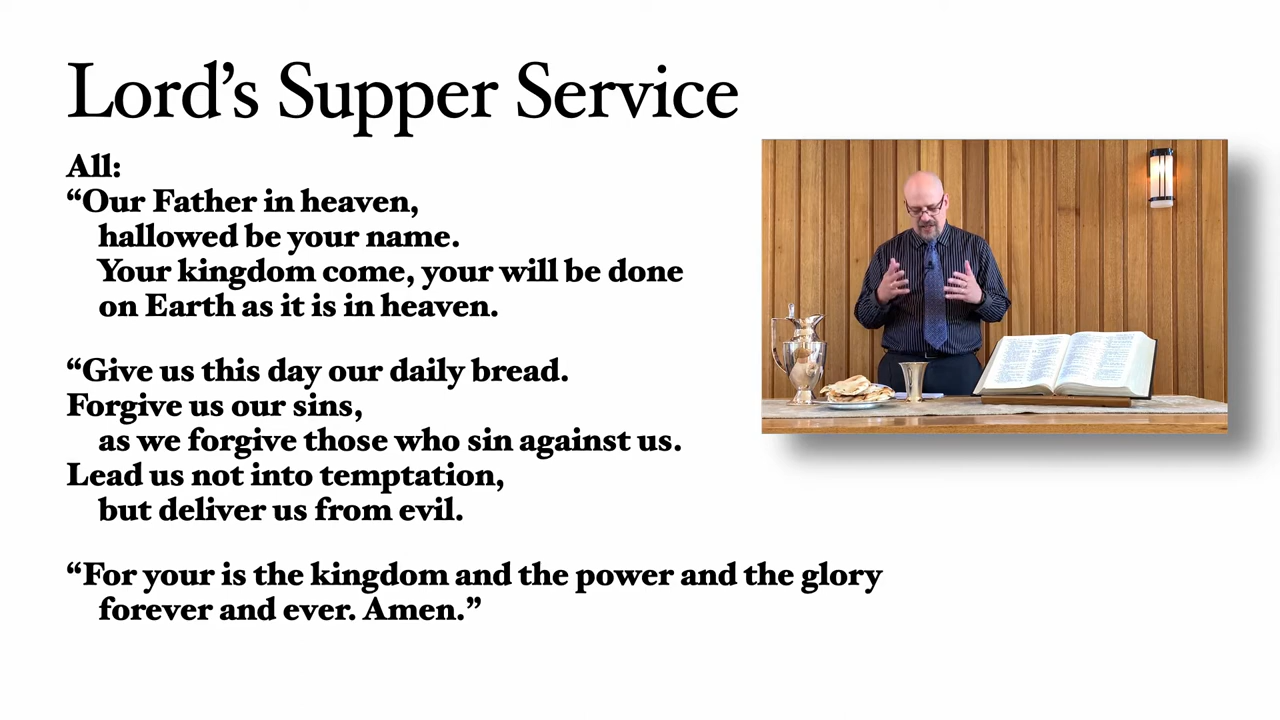 Lord’s Supper Service
All:
“Our Father in heaven,
hallowed be your name.
Your kingdom come, your will be done
on Earth as it is in heaven.
“Give us this day our daily bread.
Forgive us our sins,
as we forgive those who sin against us.
Lead us not into temptation,
but deliver us from evil.
“For your is the kingdom and the power and the glory
forever and ever. Amen.”